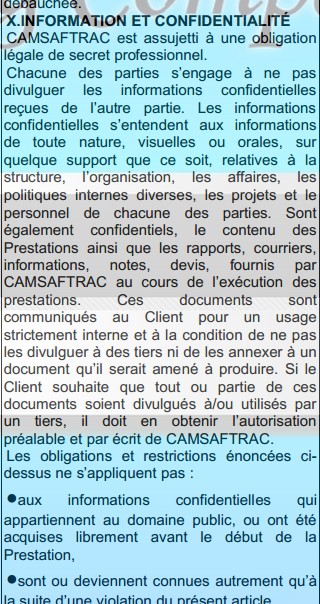 débauchée.
X.INFORMATION ET CONFIDENTIALITÉ
CAMSAFTRAC est assujetti à une obligation
légale de secret professionnel.
Chacune des parties s'engage à ne pas
divulguer les informations confidentielles
reçues de l'autre partie. Les informations
confidentielles s'entendent aux informations
de toute nature, visuelles ou orales, sur
quelque support que ce soit, relatives à la
structure, l'organisation, les affaires, les
politiques internes diverses, les projets et le
personnel de chacune des parties. Sont
également confidentiels, le contenu des
Prestations ainsi que les rapports, courriers,
informations, notes, devis, fournis par
CAMSAFTRAC au cours de l'exécution des
prestations. Ces documents sont
communiqués au Client pour un usage
strictement interne et à la condition de ne pas
les divulguer à des tiers ni de les annexer à un
document qu'il serait amené à produire. Si le
Client souhaite que tout ou partie de ces
documents soient divulgués à/ou utilisés par
un tiers, il doit en obtenir l'autorisation
préalable et par écrit de CAMSAFTRAC.
Les obligations et restrictions énoncées ci-
dessus ne s'appliquent pas :
●aux informations confidentielles qui
appartiennent au domaine public, ou ont été
acquises librement avant le début de la
Prestation,
●sont ou deviennent connues autrement qu'à
la suite d'une violation du présent article